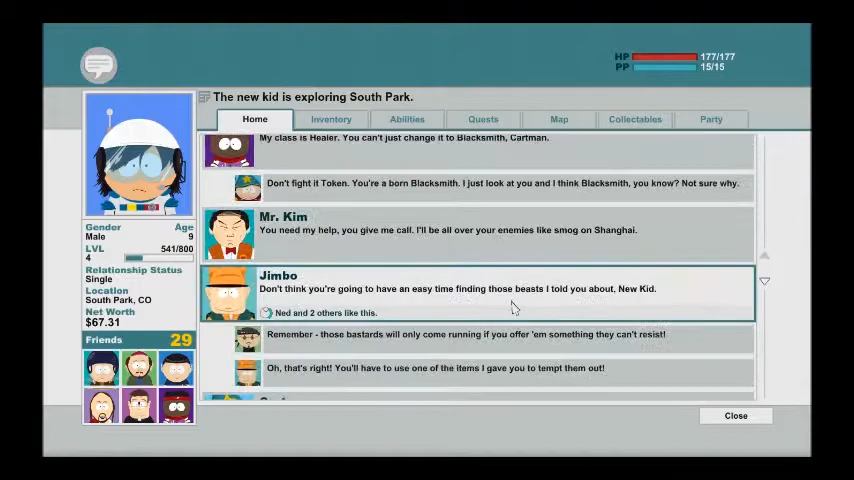 HP 177/177
PP 15/15
The new kid is exploring South Park.
Home Inventory Abilities Quests Map Collectables Party
My class is Healer. You can't just change it to Blacksmith, Cartman.
Don't fight it Token. You're a born Blacksmith. I just look at you and I think Blacksmith, you know? Not sure why.
Mr. Kim
You need my help, you give me call. I'll be all over your enemies like smog on Shanghai.
Jimbo
Don't think you're going to have an easy time finding those beasts I told you about, New Kid.
Ned and 2 others like this.
Remember - those bastards will only come running if you offer 'em something they can't resist!
Oh, that's right! You'll have to use one of the items I gave you to tempt them out!
Gender Age
Male 9
LVL 541/800
4
Relationship Status
Single
Location
South Park, CO
Net Worth
$67.31
Friends 29
Close